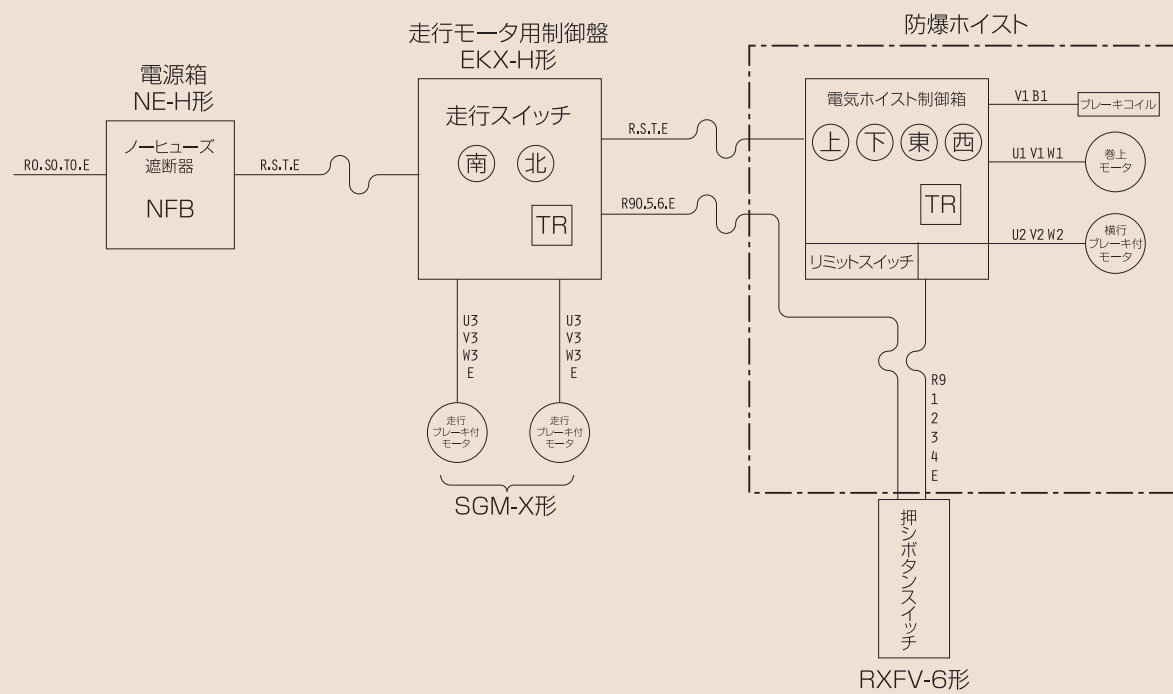 電源箱
NE-H形
ノーヒューズ
遮断器
NFB
R0.S0.T0.E
R.S.T.E
走行モータ用制御盤
EKX-H形
走行スイッチ
南
北
TR
R.S.T.E
R90.5.6.E
U3
V3
W3
E
U3
V3
W3
E
走行
ブレーキ付
モータ
走行
ブレーキ付
モータ
SGM-X形
防爆ホイスト
電気ホイスト制御箱
上
下
東
西
TR
リミットスイッチ
V1 B1
ブレーキコイル
U1 V1 W1
巻上
モータ
U2 V2 W2
横行
ブレーキ付
モータ
R9
1
2
3
4
E
押シボタンスイッチ
RXFV-6形